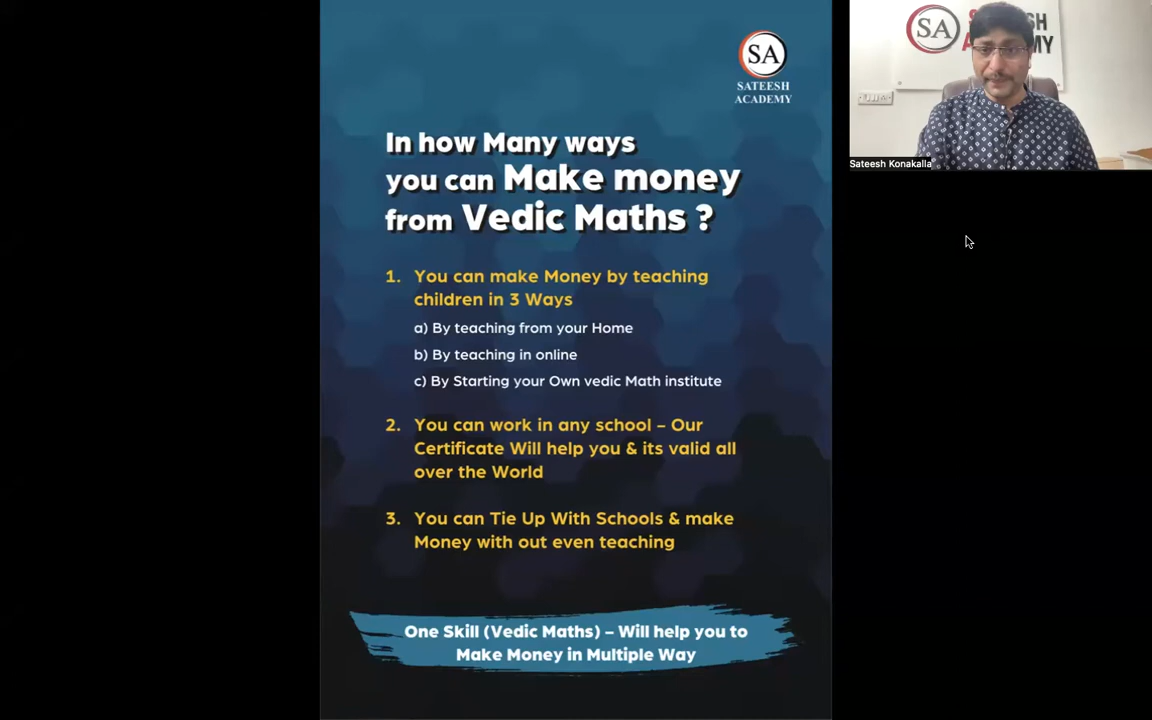 SA
SATEESH
ACADEMY
In how Many ways
you can Make money
from Vedic Maths ?
1. You can make Money by teaching
children in 3 Ways
a) By teaching from your Home
b) By teaching in online
c) By Starting your Own vedic Math institute
2. You can work in any school - Our
Certificate Will help you & its valid all
over the World
3. You can Tie Up With Schools & make
Money with out even teaching
One Skill (Vedic Maths) - Will help you to
Make Money in Multiple Way
SA
Sateesh Konakalla